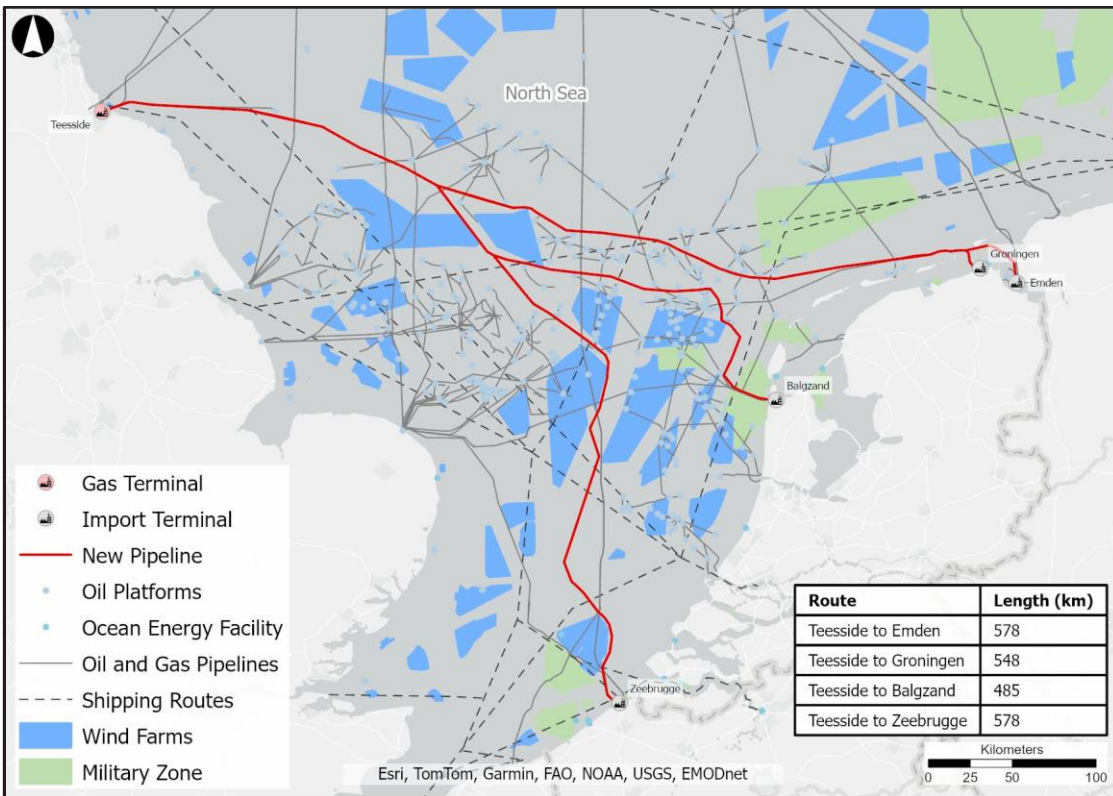 North Sea
Teesside
Groningen
Emden
Balgzand
Zeebrugge
Gas Terminal
Import Terminal
New Pipeline
Oil Platforms
Ocean Energy Facility
Oil and Gas Pipelines
Shipping Routes
Wind Farms
Military Zone
Route Length (km)
Teesside to Emden 578
Teesside to Groningen 548
Teesside to Balgzand 485
Teesside to Zeebrugge 578
Kilometers
0 25 50 100
Esri, TomTom, Garmin, FAO, NOAA, USGS, EMODnet